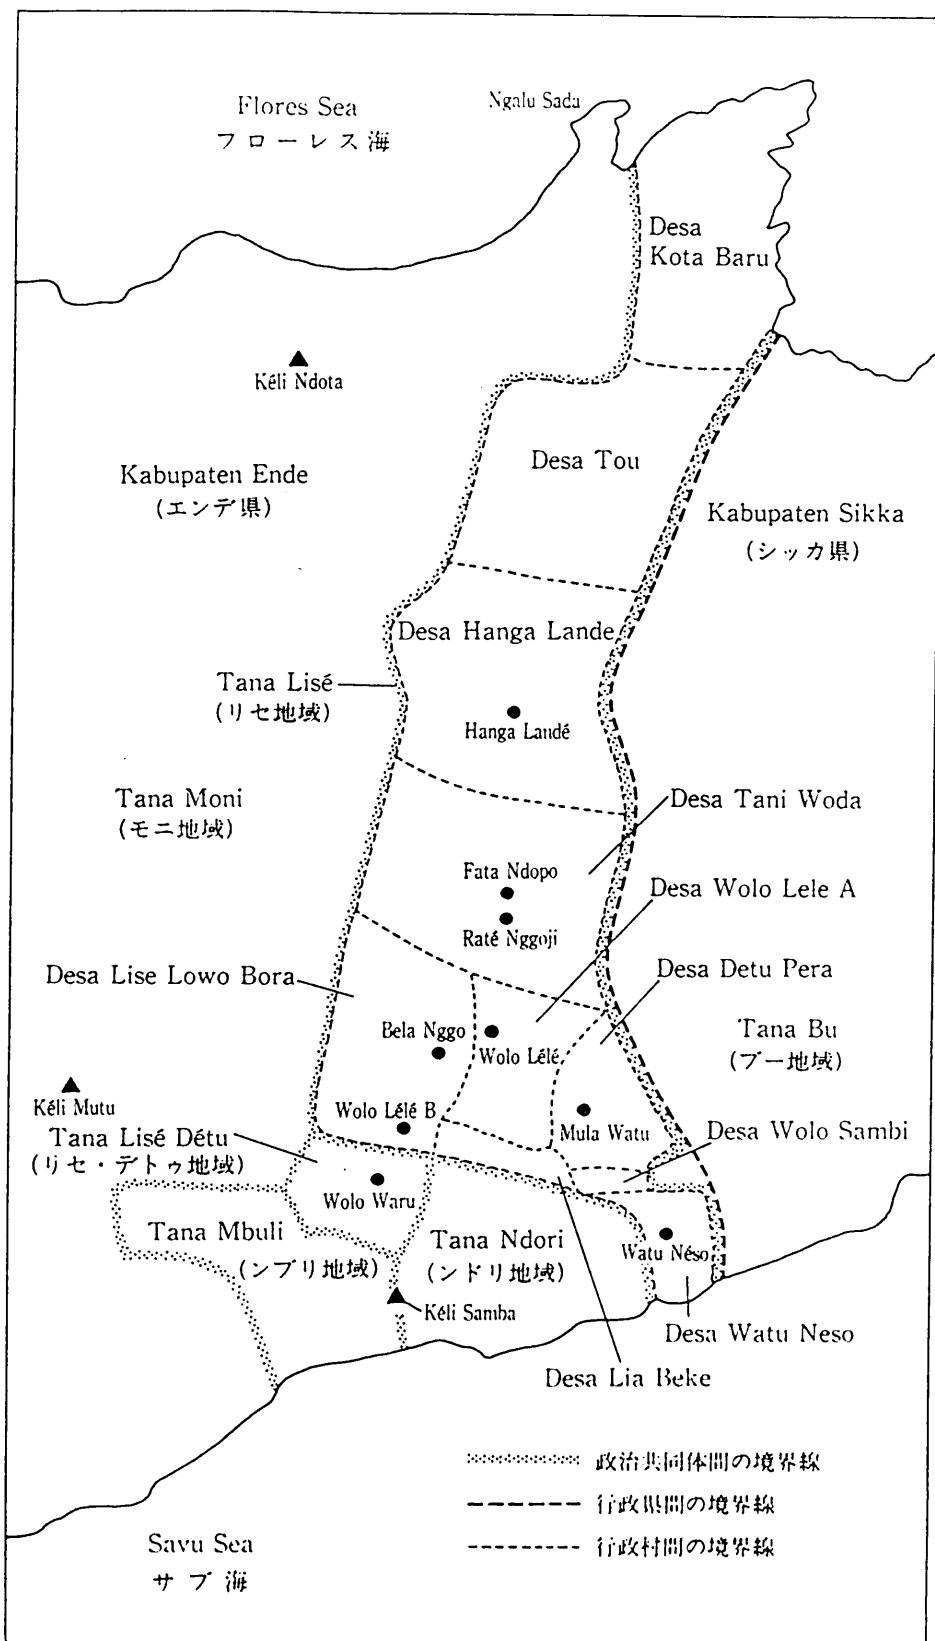 Flores Sea
フローレス海
Ngalu Sada
Desa
Kota Baru
Kéli Ndota
Desa Tou
Kabupaten Ende
(エンデ県)
Kabupaten Sikka
(シッカ県)
Desa Hanga Lande
Tana Lisé
(リセ地域)
Hanga Landé
Tana Moni
(モニ地域)
Desa Tani Woda
Fata Ndopo
Raté Nggoji
Desa Wolo Lele A
Desa Lise Lowo Bora
Desa Detu Pera
Bela Nggo
Wolo Lélé
Tana Bu
(ブー地域)
Kéli Mutu
Wolo Lélé B
Mula Watu
Desa Wolo Sambi
Tana Lisé Détu
(リセ・デトゥ地域)
Wolo Waru
Tana Mbuli
(ンブリ地域)
Tana Ndori
(ンドリ地域)
Watu Néso
Kéli Samba
Desa Watu Neso
Desa Lia Beke
政治共同体間の境界線
行政県間の境界線
行政村間の境界線
Savu Sea
サブ海